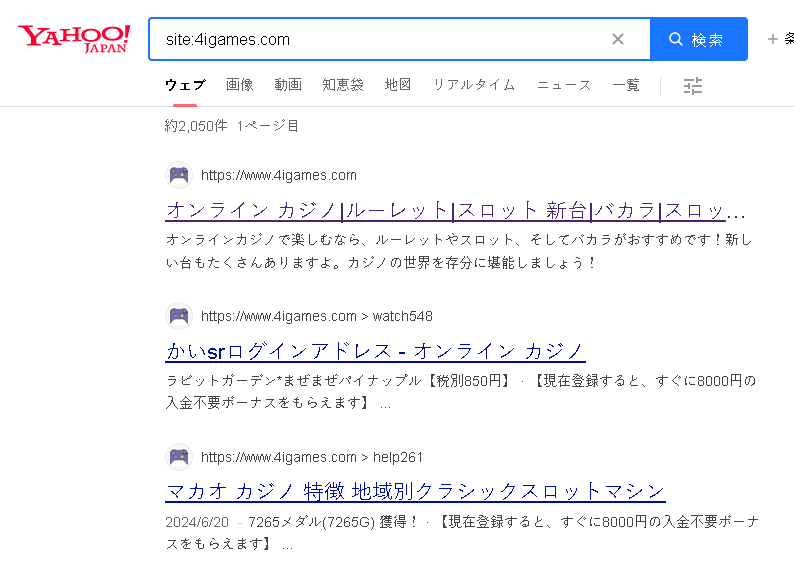 YAHOO!
JAPAN
site:4igames.com
検索
ウェブ 画像 動画 知恵袋 地図 リアルタイム ニュース 一覧
約2,050件 1ページ目
https://www.4igames.com
オンライン カジノ|ルーレット|スロット 新台|バカラ|スロッ...
オンラインカジノで楽しむなら、ルーレットやスロット、そしてバカラがおすすめです！新し
い台もたくさんありますよ。カジノの世界を存分に堪能しましょう！
https://www.4igames.com > watch548
かいsrログインアドレス - オンライン カジノ
ラビットガーデン*まぜまぜパイナップル【税別850円】 · 【現在登録すると、すぐに8000円の
入金不要ボーナスをもらえます】 ...
https://www.4igames.com > help261
マカオ カジノ 特徴 地域別クラシックスロットマシン
2024/6/20 - 7265メダル(7265G) 獲得！ · 【現在登録すると、すぐに8000円の入金不要ボーナ
スをもらえます】 ...